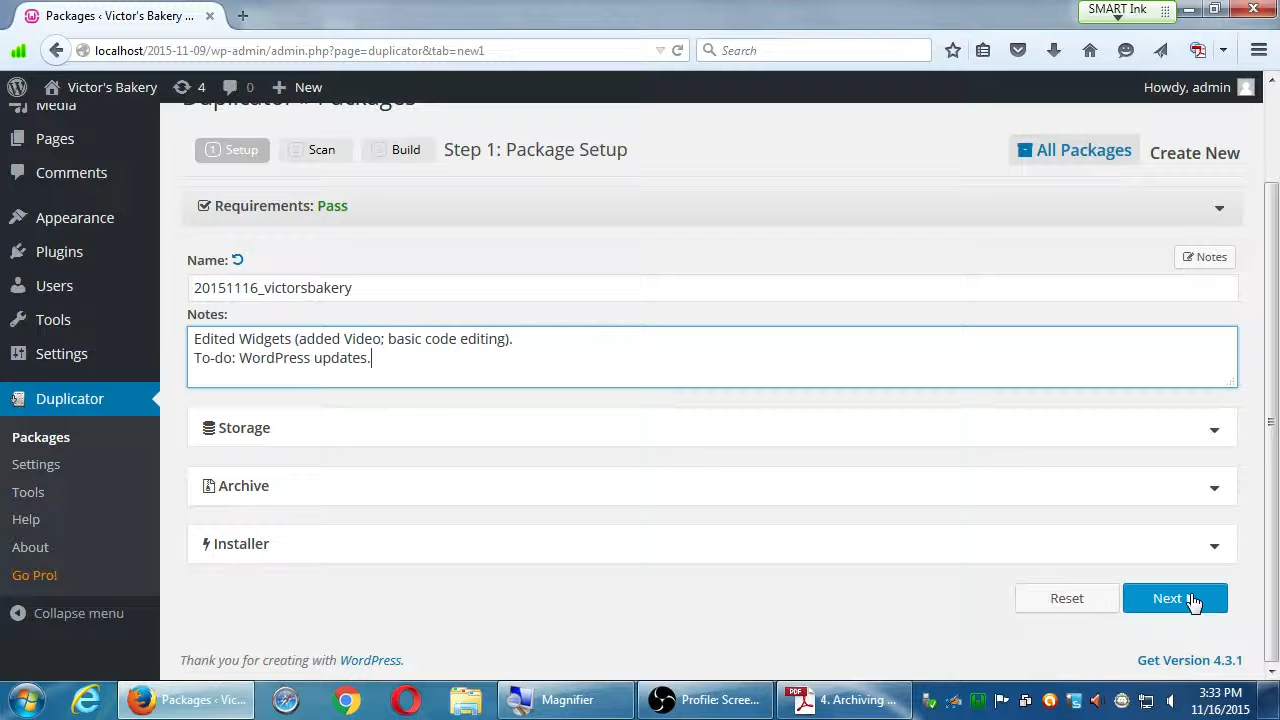 Packages ‹ Victor's Bakery ...
SMART Ink
localhost/2015-11-09/wp-admin/admin.php?page=duplicator&tab=new1
Search
Victor's Bakery
4
0
New
Howdy, admin
Media
Pages
Comments
Appearance
Plugins
Users
Tools
Settings
Duplicator
Packages
Settings
Tools
Help
About
Go Pro!
Collapse menu
1 Setup
2 Scan
3 Build
Step 1: Package Setup
All Packages
Create New
Requirements: Pass
Name:
Notes
20151116_victorsbakery
Notes:
Edited Widgets (added Video; basic code editing).
To-do: WordPress updates.
Storage
Archive
Installer
Reset
Next
Thank you for creating with WordPress.
Get Version 4.3.1
Packages ‹ Vic...
Magnifier
Profile: Scree...
PDF
4. Archiving ...
3:33 PM
11/16/2015